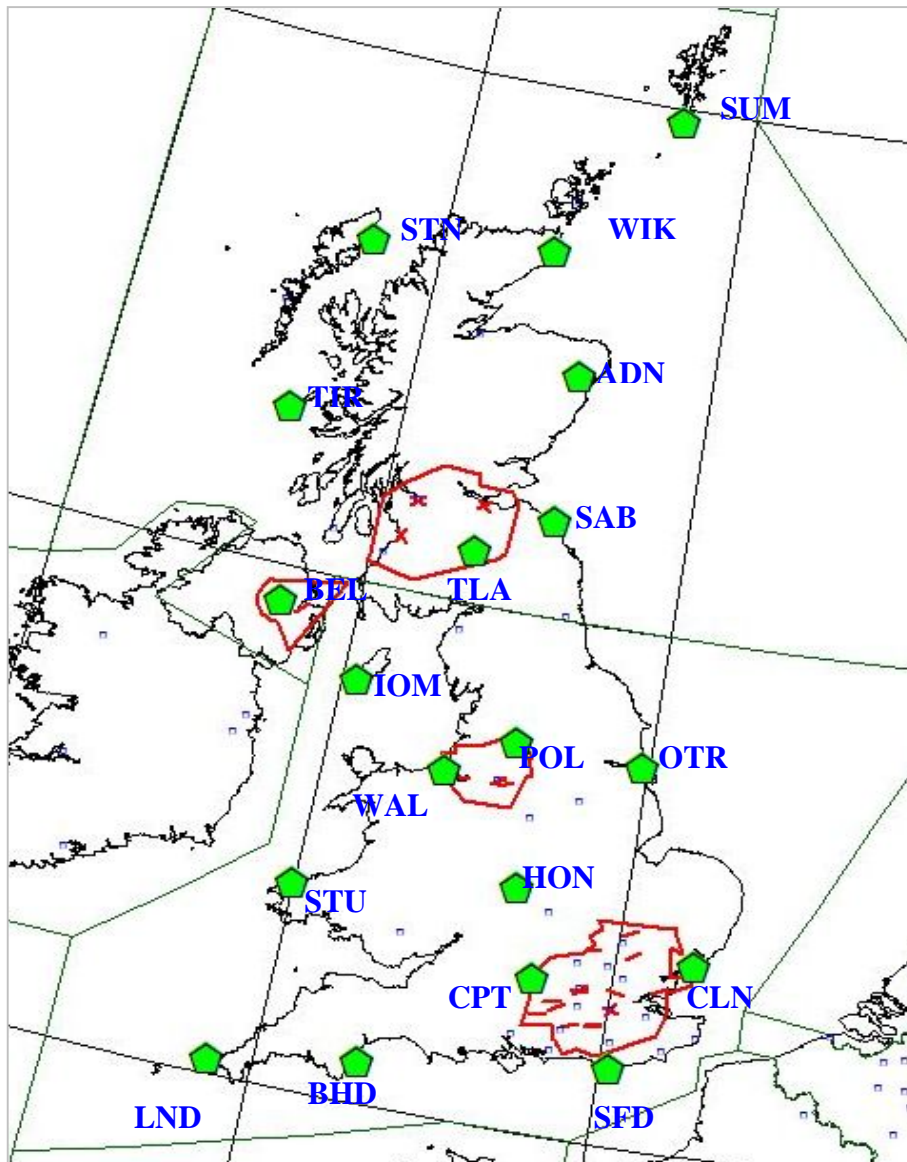 SUM
STN
WIK
ADN
TIR
SAB
BEL
TLA
IOM
POL
OTR
WAL
HON
STU
CPT
CLN
BHD
LND
SFD